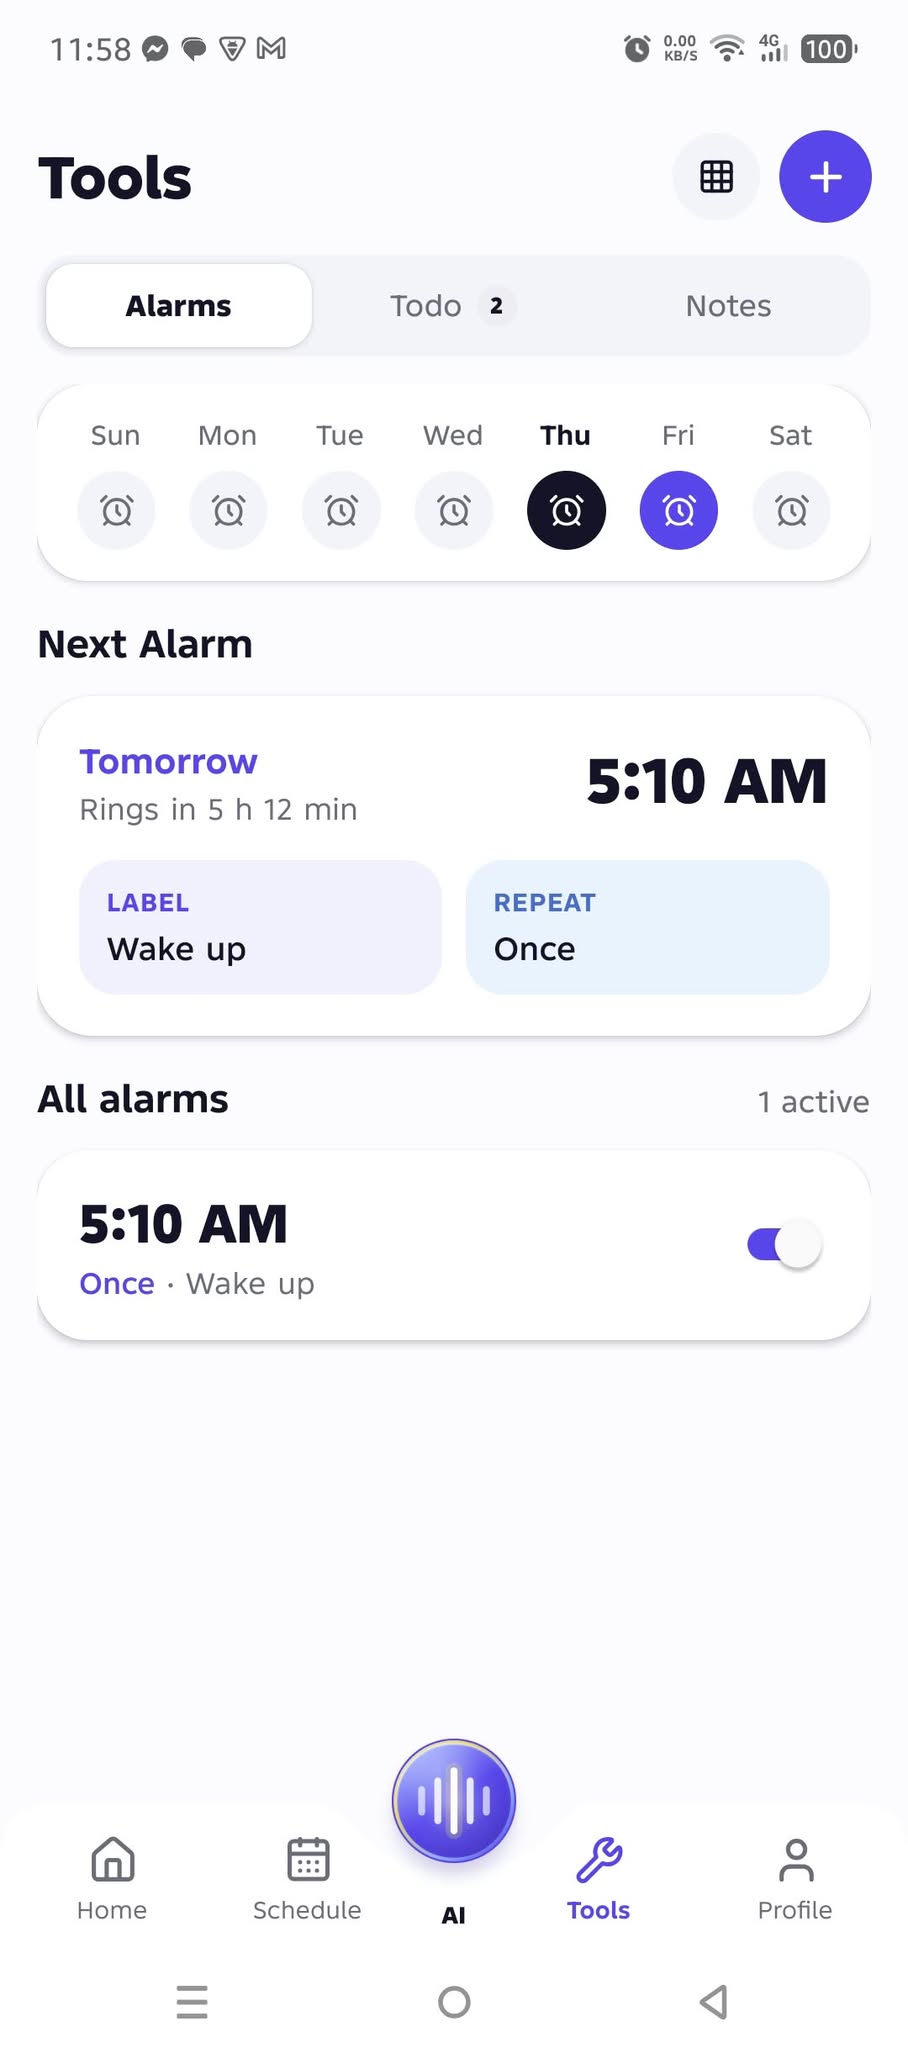 11:58
0.00
KB/S
4G
100
Tools
Alarms
Todo 2
Notes
Sun Mon Tue Wed Thu Fri Sat
Next Alarm
Tomorrow
Rings in 5 h 12 min
5:10 AM
LABEL
Wake up
REPEAT
Once
All alarms
1 active
5:10 AM
Once · Wake up
Home
Schedule
AI
Tools
Profile